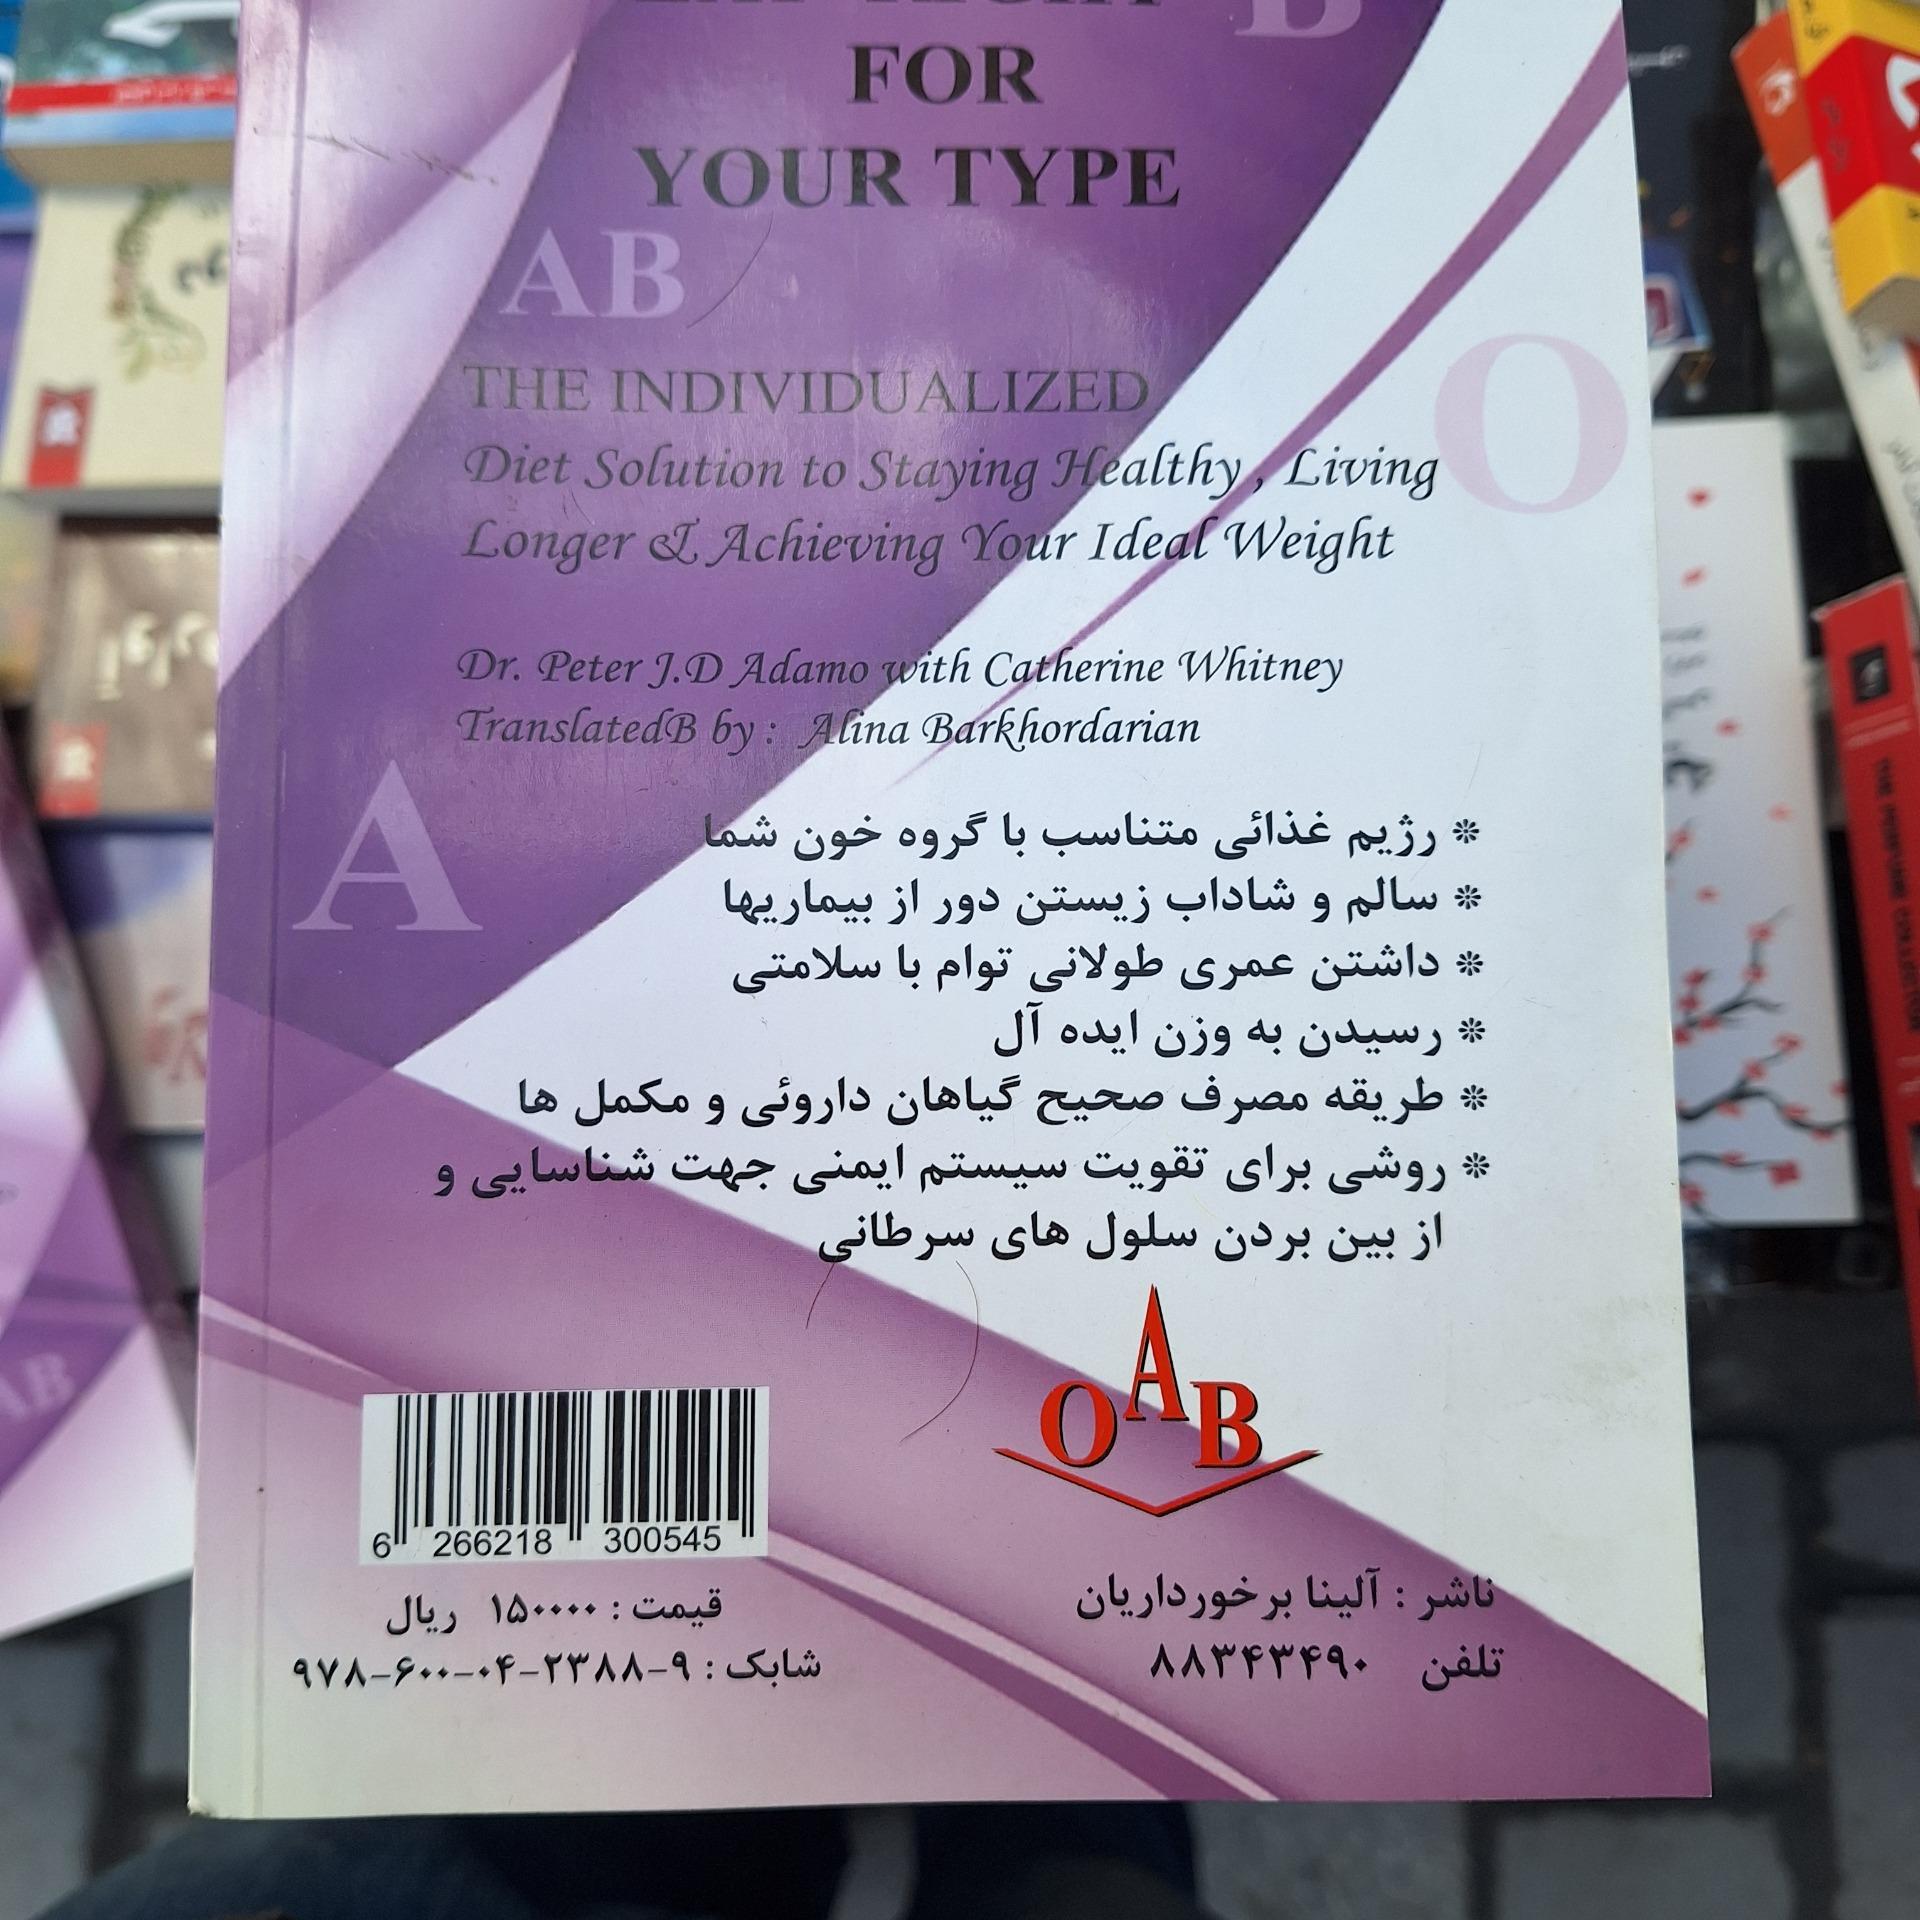 B
FOR
YOUR TYPE
AB
O
THE INDIVIDUALIZED
Diet Solution to Staying Healthy , Living
Longer & Achieving Your Ideal Weight
Dr. Peter J.D Adamo with Catherine Whitney
TranslatedB by : Alina Barkhordarian
A
❊ رژیم غذائی متناسب با گروه خون شما
❊ سالم و شاداب زیستن دور از بیماریها
❊ داشتن عمری طولانی توام با سلامتی
❊ رسیدن به وزن ایده آل
❊ طریقه مصرف صحیح گیاهان داروئی و مکمل ها
❊ روشی برای تقویت سیستم ایمنی جهت شناسایی و
از بین بردن سلول های سرطانی
O A B
6 266218 300545
ناشر : آلینا برخورداریان
تلفن ۸۸۳۴۳۴۹۰
قیمت : ۱۵۰۰۰۰ ریال
شابک : ۹-۲۳۸۸-۰۴-۶۰۰-۹۷۸
AB